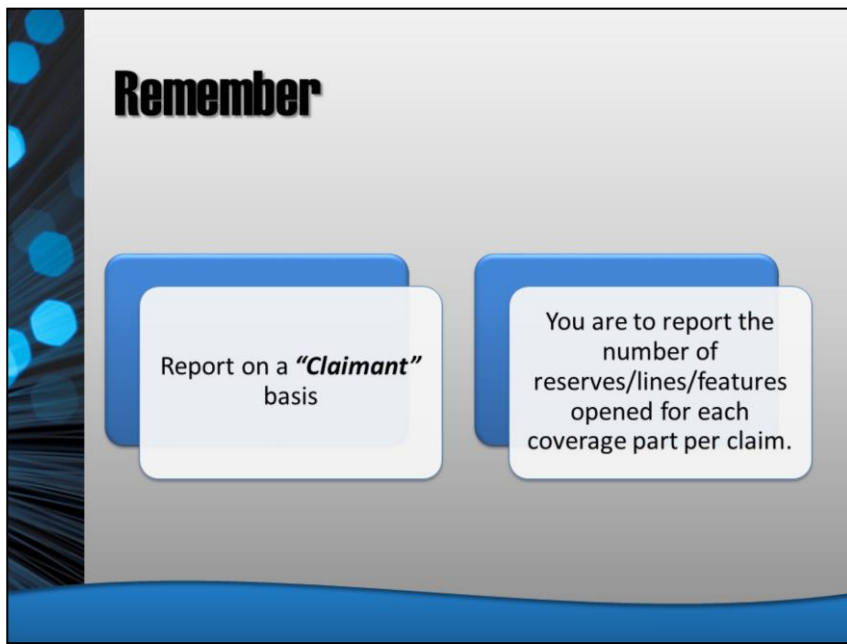 Remember
Report on a “Claimant”
basis
You are to report the
number of
reserves/lines/features
opened for each
coverage part per claim.